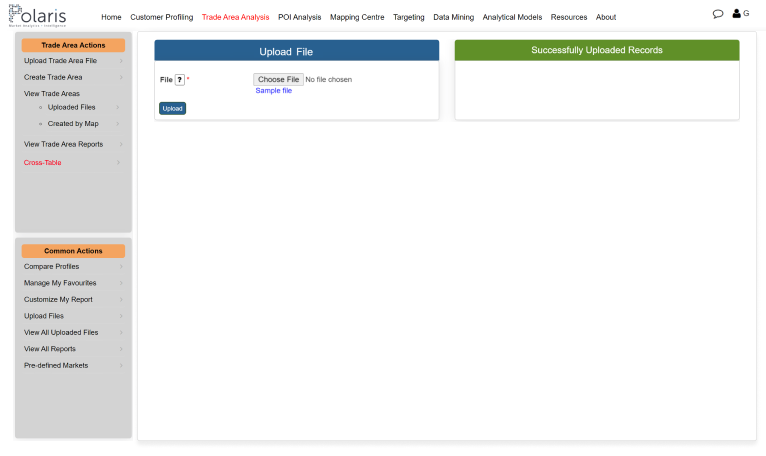 Polaris
Market Analytics | Intelligence
Home Customer Profiling Trade Area Analysis POI Analysis Mapping Centre Targeting Data Mining Analytical Models Resources About
G
Trade Area Actions
Upload Trade Area File
Create Trade Area
View Trade Areas
Uploaded Files
Created by Map
View Trade Area Reports
Cross-Table
Common Actions
Compare Profiles
Manage My Favourites
Customize My Report
Upload Files
View All Uploaded Files
View All Reports
Pre-defined Markets
Upload File
File ? *
Choose File No file chosen
Sample file
Upload
Successfully Uploaded Records